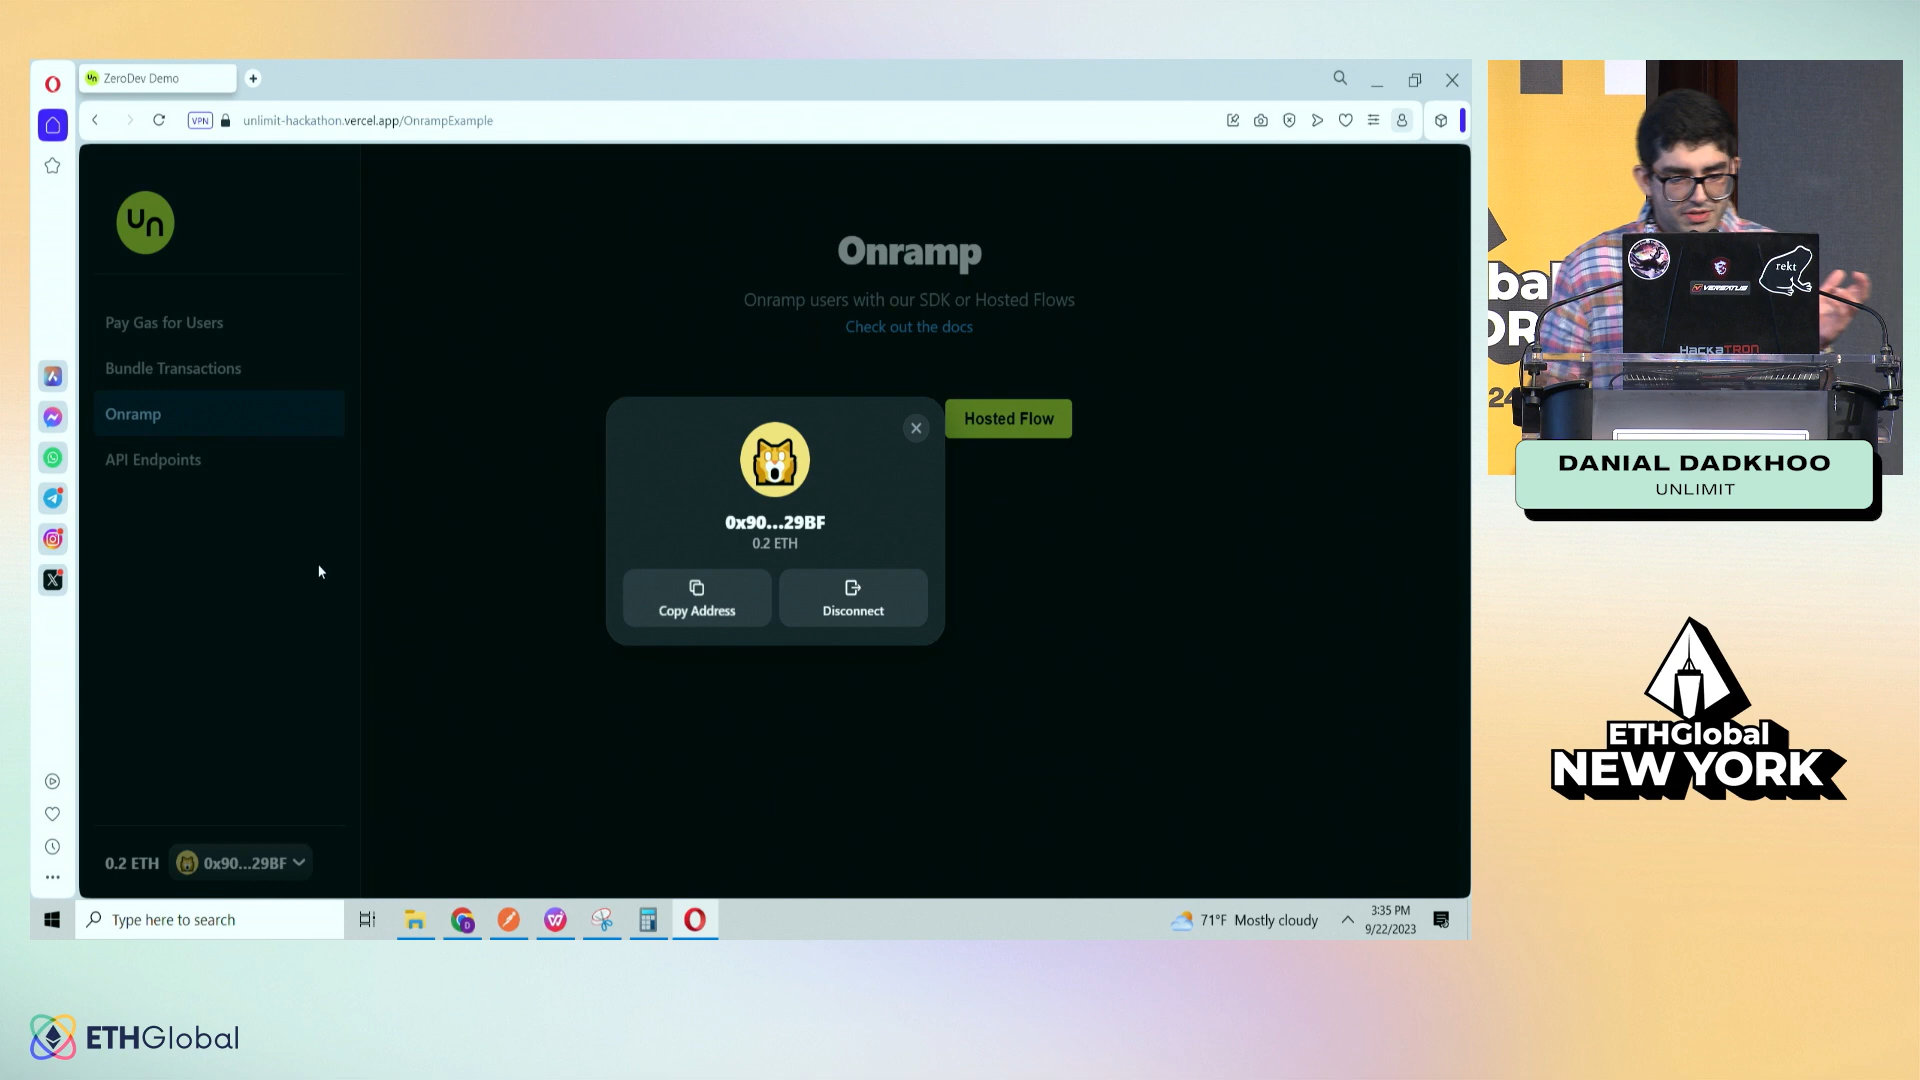 ZeroDev Demo
VPN
unlimit-hackathon.vercel.app/OnrampExample
Un
Onramp
Onramp users with our SDK or Hosted Flows
Check out the docs
Pay Gas for Users
Bundle Transactions
Onramp
API Endpoints
Hosted Flow
0x90...29BF
0.2 ETH
Copy Address
Disconnect
0.2 ETH
0x90...29BF
Type here to search
71°F Mostly cloudy
3:35 PM
9/22/2023
rekt
VERSATUS
HackaTRON
DANIAL DADKHOO
UNLIMIT
ETHGlobal
NEW YORK
ETHGlobal